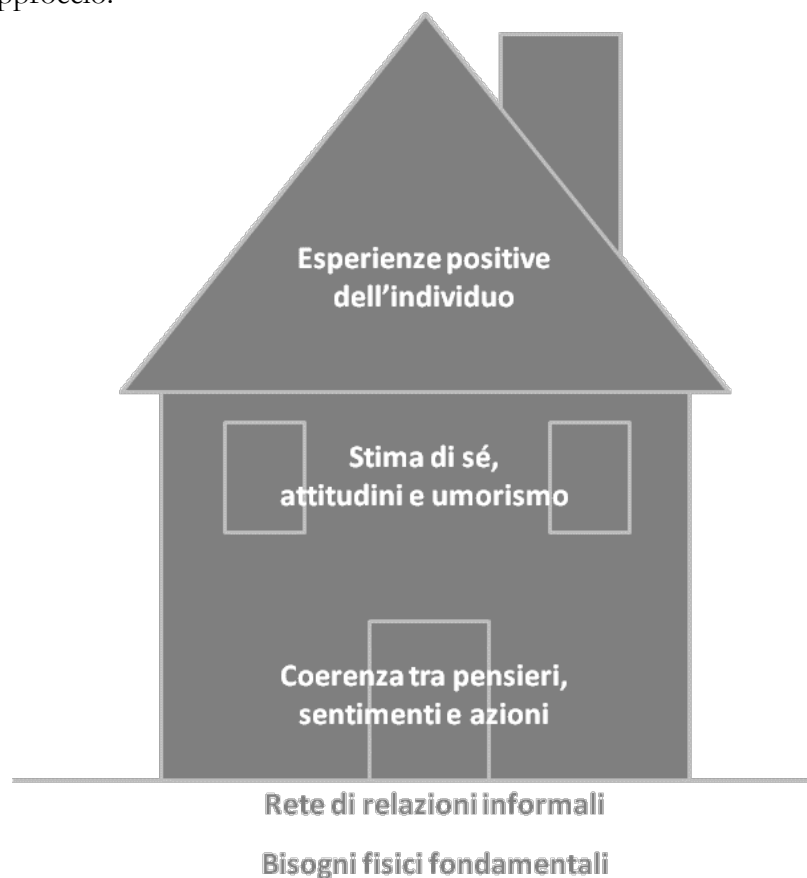 Esperienze positive
dell’individuo
Stima di sé,
attitudini e umorismo
Coerenza tra pensieri,
sentimenti e azioni
Rete di relazioni informali
Bisogni fisici fondamentali